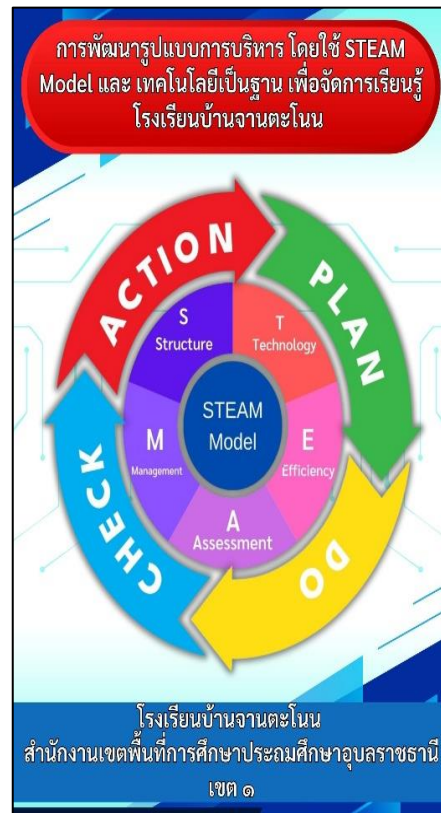 การพัฒนารูปแบบการบริหาร โดยใช้ STEAM
Model และ เทคโนโลยีเป็นฐาน เพื่อจัดการเรียนรู้
โรงเรียนบ้านจานตะโนน
ACTION
PLAN
DO
CHECK
S
Structure
T
Technology
E
Efficiency
A
Assessment
M
Management
STEAM
Model
โรงเรียนบ้านจานตะโนน
สำนักงานเขตพื้นที่การศึกษาประถมศึกษาอุบลราชธานี
เขต ๑